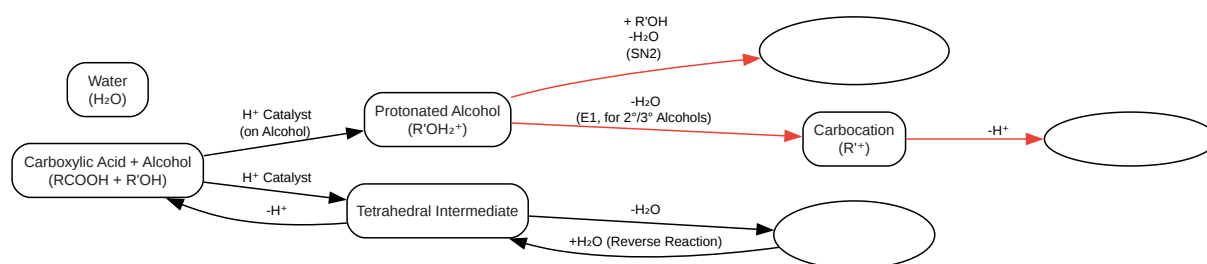 + R'OH
-H₂O
(SN2)
Water
(H₂O)
H⁺ Catalyst
(on Alcohol)
Protonated Alcohol
(R'OH₂⁺)
-H₂O
(E1, for 2°/3° Alcohols)
Carbocation
(R'⁺)
-H⁺
Carboxylic Acid + Alcohol
(RCOOH + R'OH)
H⁺ Catalyst
-H⁺
Tetrahedral Intermediate
-H₂O
+H₂O (Reverse Reaction)